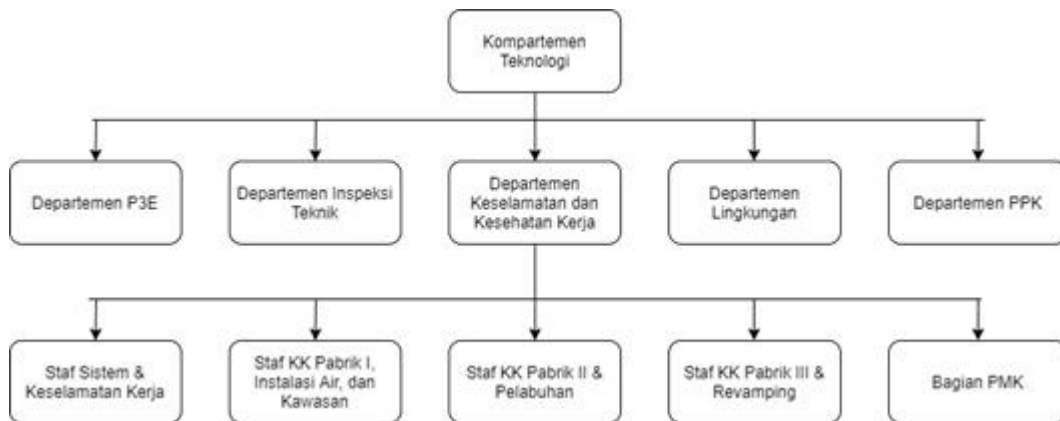 Kompartemen
Teknologi
Departemen P3E
Departemen Inspeksi
Teknik
Departemen
Keselamatan dan
Kesehatan Kerja
Departemen
Lingkungan
Departemen PPK
Staf Sistem &
Keselamatan Kerja
Staf KK Pabrik I,
Instalasi Air, dan
Kawasan
Staf KK Pabrik II &
Pelabuhan
Staf KK Pabrik III &
Revamping
Bagian PMK